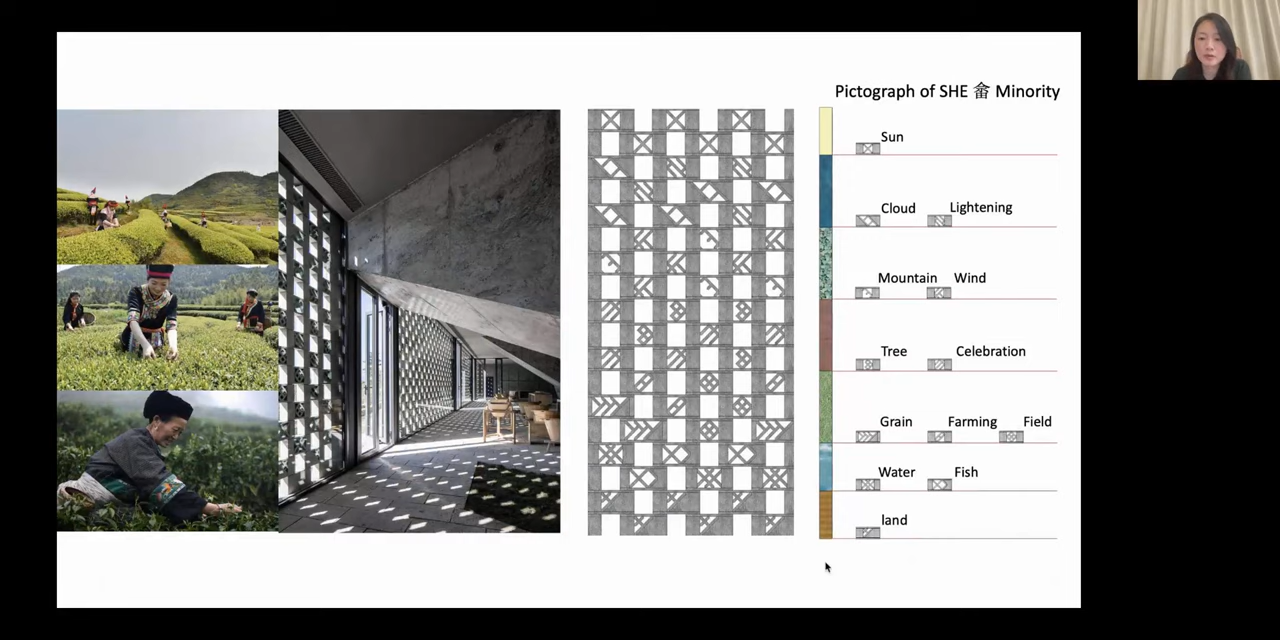 Pictograph of SHE 畲 Minority
Sun
Cloud Lightening
Mountain Wind
Tree Celebration
Grain Farming Field
Water Fish
land